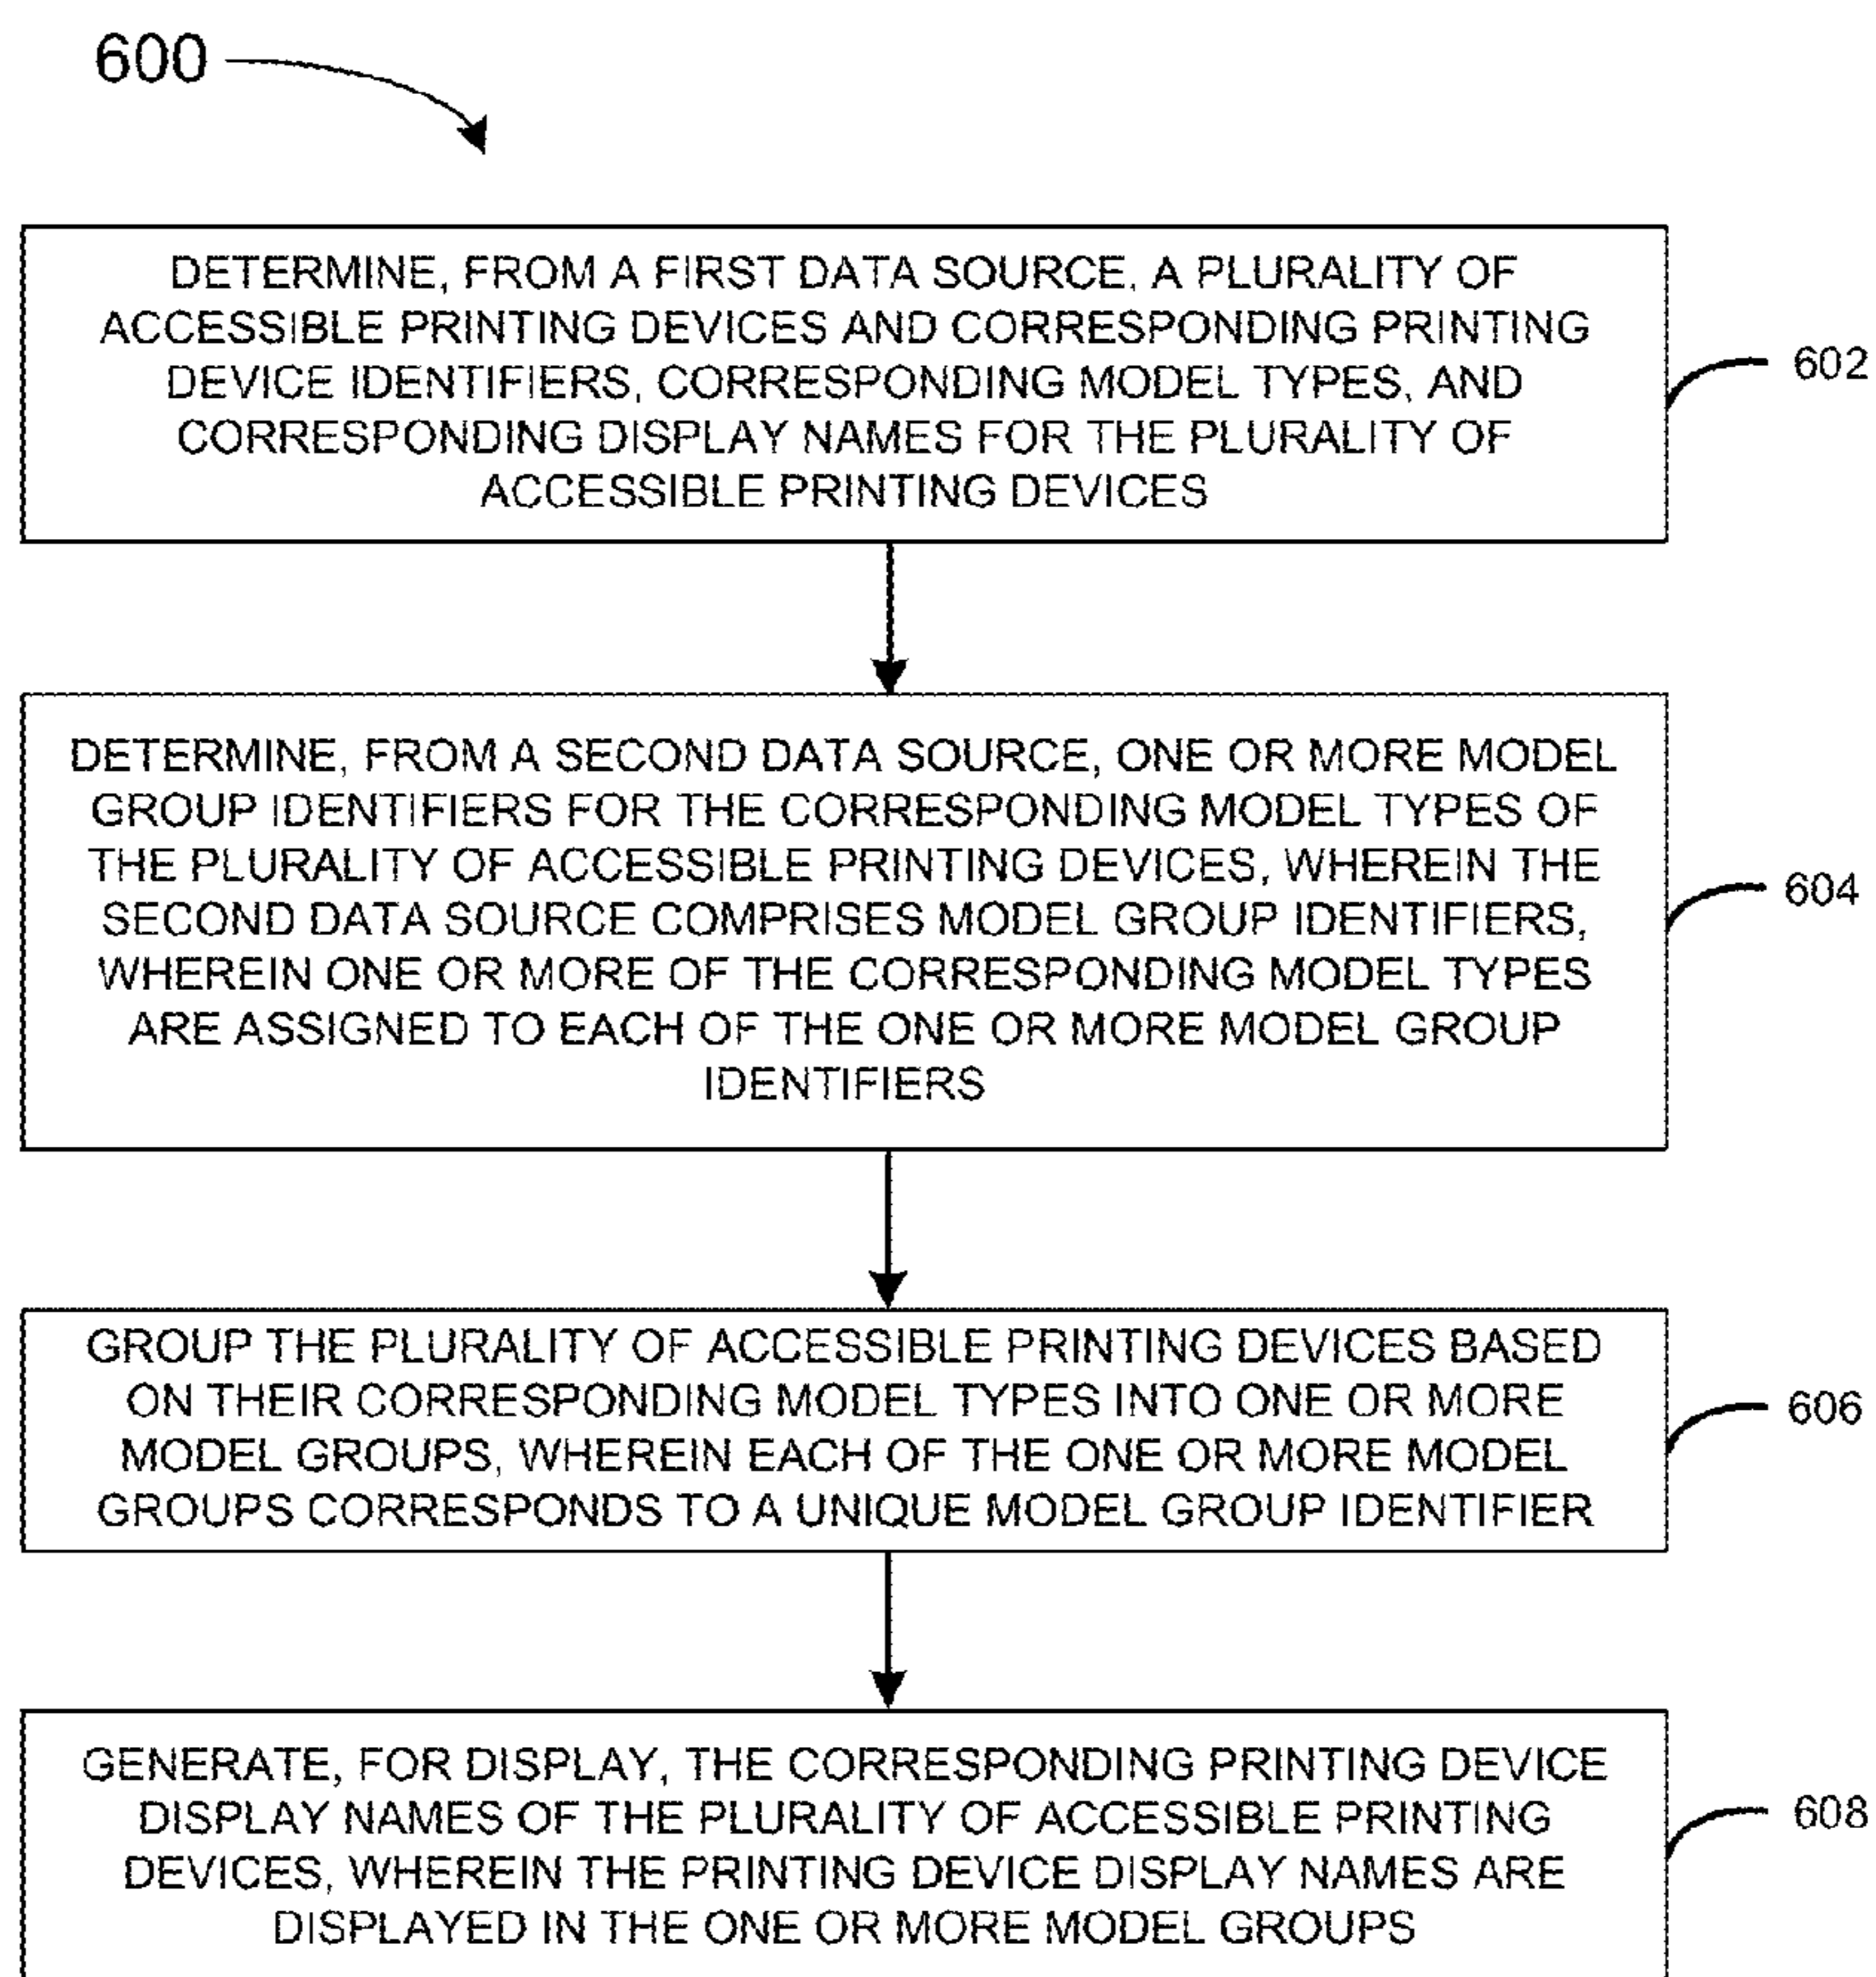 600
DETERMINE, FROM A FIRST DATA SOURCE, A PLURALITY OF
ACCESSIBLE PRINTING DEVICES AND CORRESPONDING PRINTING
DEVICE IDENTIFIERS, CORRESPONDING MODEL TYPES, AND
CORRESPONDING DISPLAY NAMES FOR THE PLURALITY OF
ACCESSIBLE PRINTING DEVICES
602
DETERMINE, FROM A SECOND DATA SOURCE, ONE OR MORE MODEL
GROUP IDENTIFIERS FOR THE CORRESPONDING MODEL TYPES OF
THE PLURALITY OF ACCESSIBLE PRINTING DEVICES, WHEREIN THE
SECOND DATA SOURCE COMPRISES MODEL GROUP IDENTIFIERS,
WHEREIN ONE OR MORE OF THE CORRESPONDING MODEL TYPES
ARE ASSIGNED TO EACH OF THE ONE OR MORE MODEL GROUP
IDENTIFIERS
604
GROUP THE PLURALITY OF ACCESSIBLE PRINTING DEVICES BASED
ON THEIR CORRESPONDING MODEL TYPES INTO ONE OR MORE
MODEL GROUPS, WHEREIN EACH OF THE ONE OR MORE MODEL
GROUPS CORRESPONDS TO A UNIQUE MODEL GROUP IDENTIFIER
606
GENERATE, FOR DISPLAY, THE CORRESPONDING PRINTING DEVICE
DISPLAY NAMES OF THE PLURALITY OF ACCESSIBLE PRINTING
DEVICES, WHEREIN THE PRINTING DEVICE DISPLAY NAMES ARE
DISPLAYED IN THE ONE OR MORE MODEL GROUPS
608